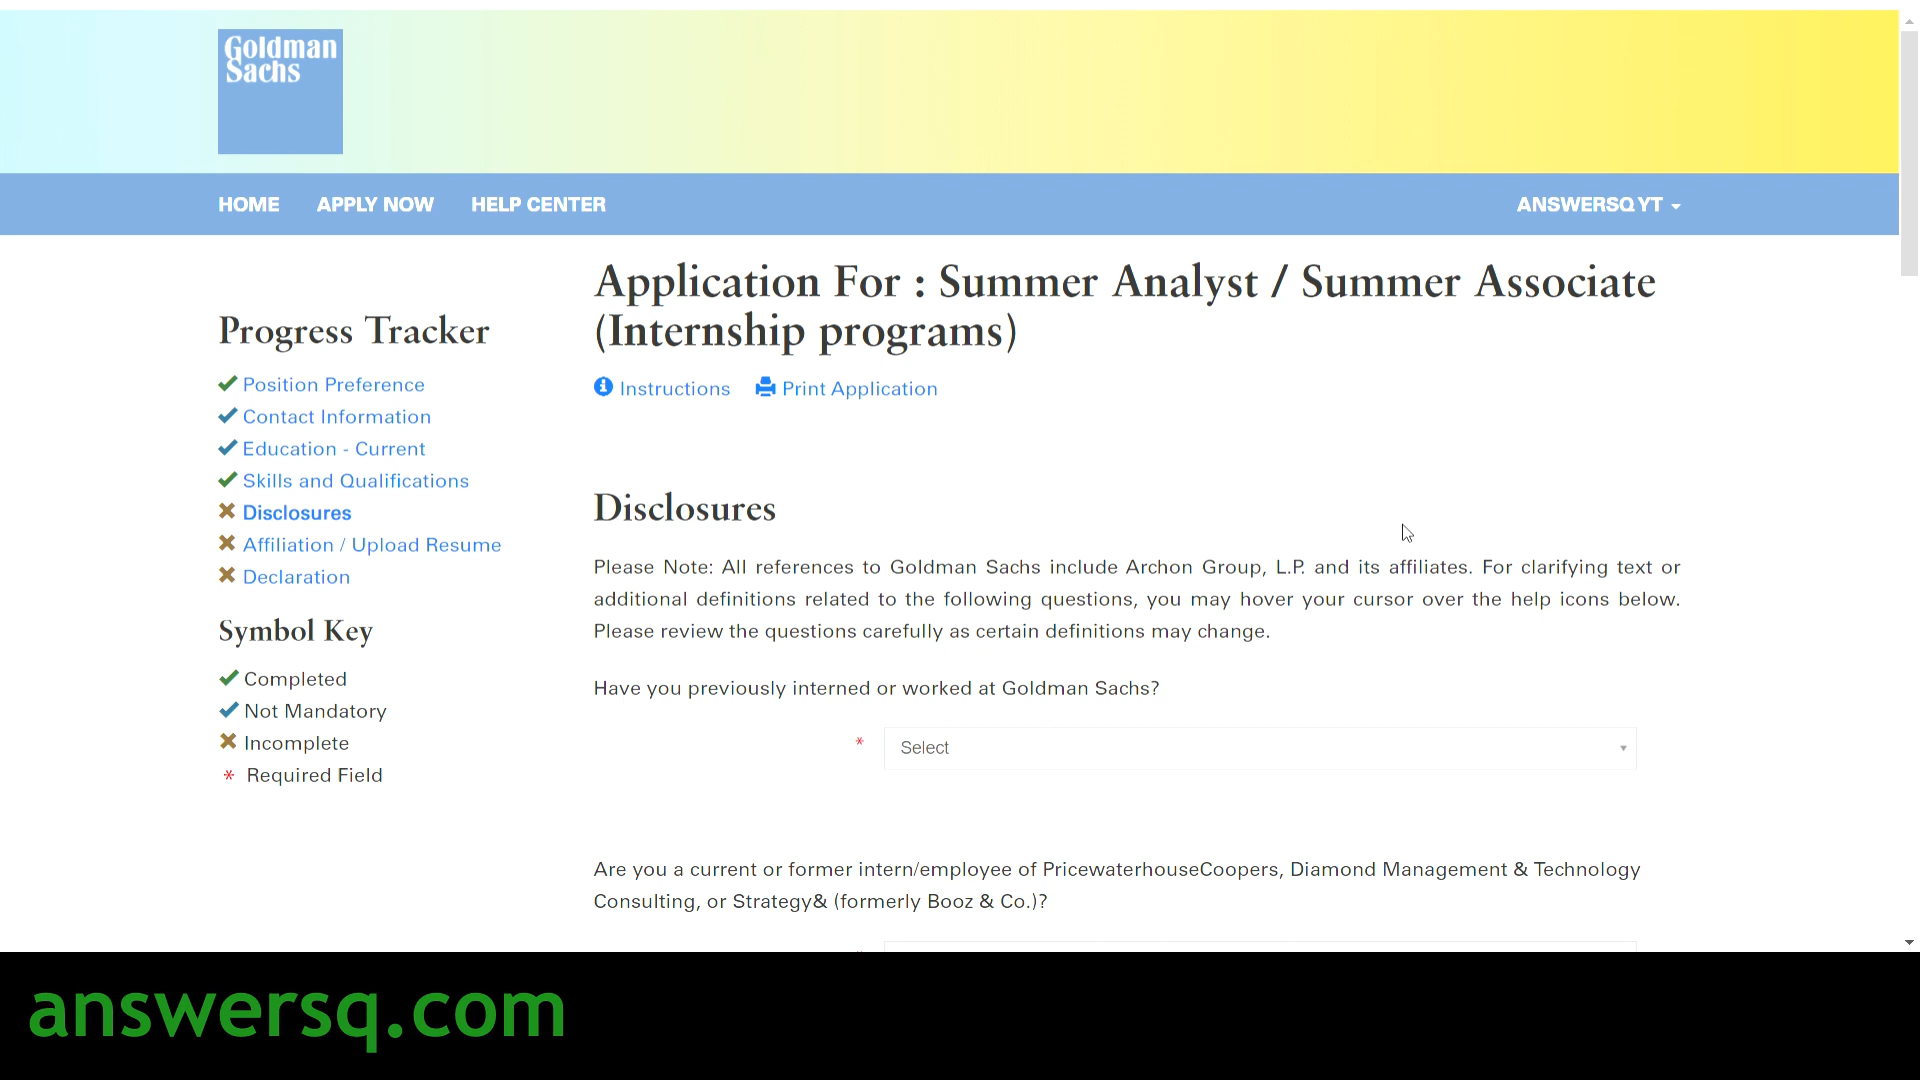 Goldman
Sachs
HOME APPLY NOW HELP CENTER ANSWERSQ YT
Progress Tracker
Position Preference
Contact Information
Education - Current
Skills and Qualifications
Disclosures
Affiliation / Upload Resume
Declaration
Symbol Key
Completed
Not Mandatory
Incomplete
* Required Field
Application For : Summer Analyst / Summer Associate
(Internship programs)
Instructions Print Application
Disclosures
Please Note: All references to Goldman Sachs include Archon Group, L.P. and its affiliates. For clarifying text or
additional definitions related to the following questions, you may hover your cursor over the help icons below.
Please review the questions carefully as certain definitions may change.
Have you previously interned or worked at Goldman Sachs?
* Select
Are you a current or former intern/employee of PricewaterhouseCoopers, Diamond Management & Technology
Consulting, or Strategy& (formerly Booz & Co.)?
answersq.com